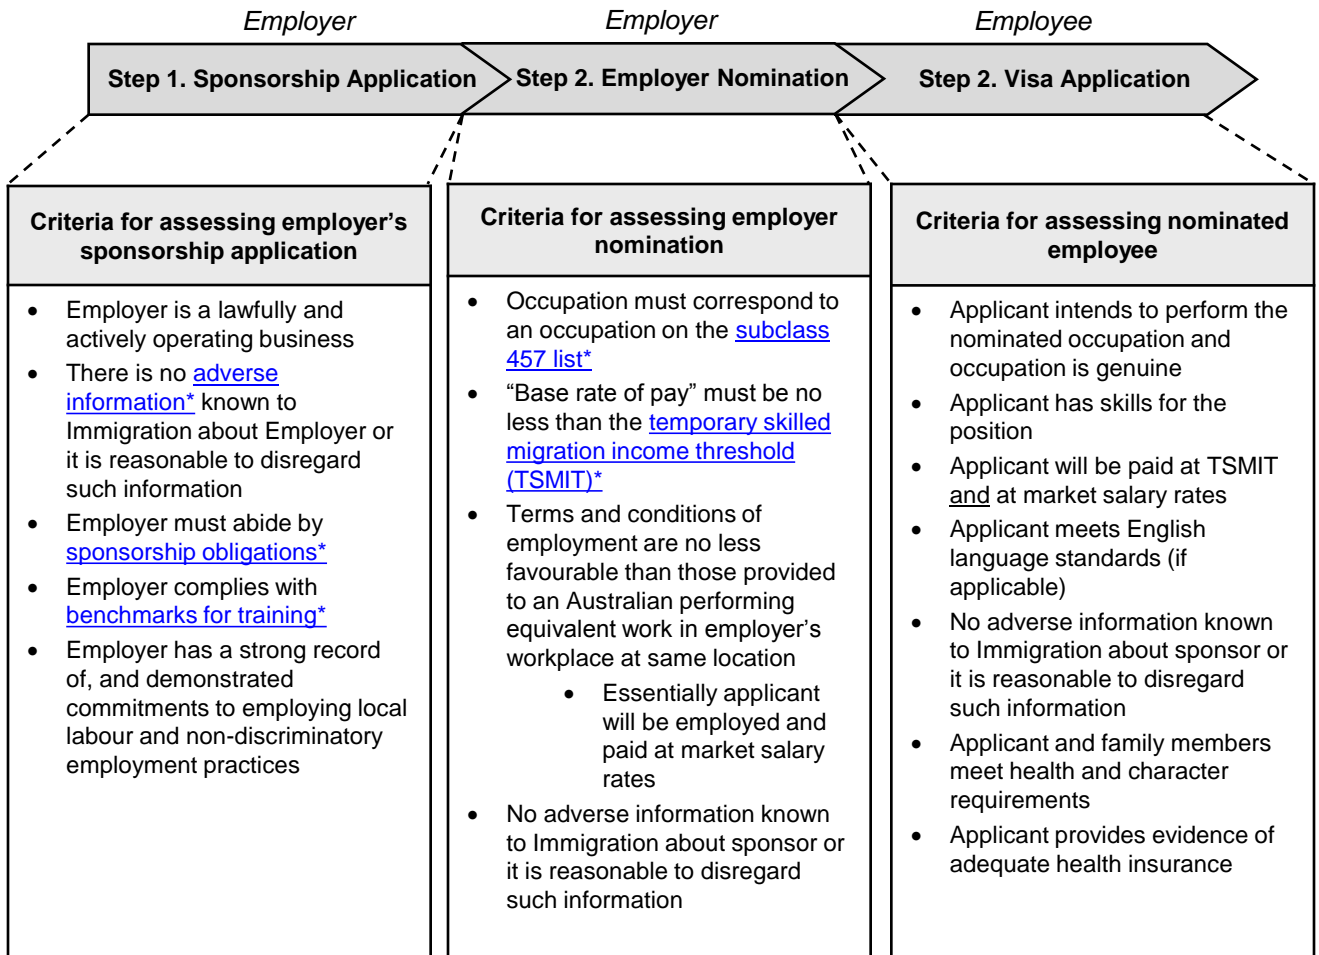 Employer
Employer
Employee
Step 1. Sponsorship Application
Step 2. Employer Nomination
Step 2. Visa Application
Criteria for assessing employer’s
sponsorship application
• Employer is a lawfully and
actively operating business
• There is no adverse
information* known to
Immigration about Employer or
it is reasonable to disregard
such information
• Employer must abide by
sponsorship obligations*
• Employer complies with
benchmarks for training*
• Employer has a strong record
of, and demonstrated
commitments to employing local
labour and non-discriminatory
employment practices
Criteria for assessing employer
nomination
• Occupation must correspond to
an occupation on the subclass
457 list*
• “Base rate of pay” must be no
less than the temporary skilled
migration income threshold
(TSMIT)*
• Terms and conditions of
employment are no less
favourable than those provided
to an Australian performing
equivalent work in employer’s
workplace at same location
• Essentially applicant
will be employed and
paid at market salary
rates
• No adverse information known
to Immigration about sponsor or
it is reasonable to disregard
such information
Criteria for assessing nominated
employee
• Applicant intends to perform the
nominated occupation and
occupation is genuine
• Applicant has skills for the
position
• Applicant will be paid at TSMIT
and at market salary rates
• Applicant meets English
language standards (if
applicable)
• No adverse information known
to Immigration about sponsor or
it is reasonable to disregard
such information
• Applicant and family members
meet health and character
requirements
• Applicant provides evidence of
adequate health insurance